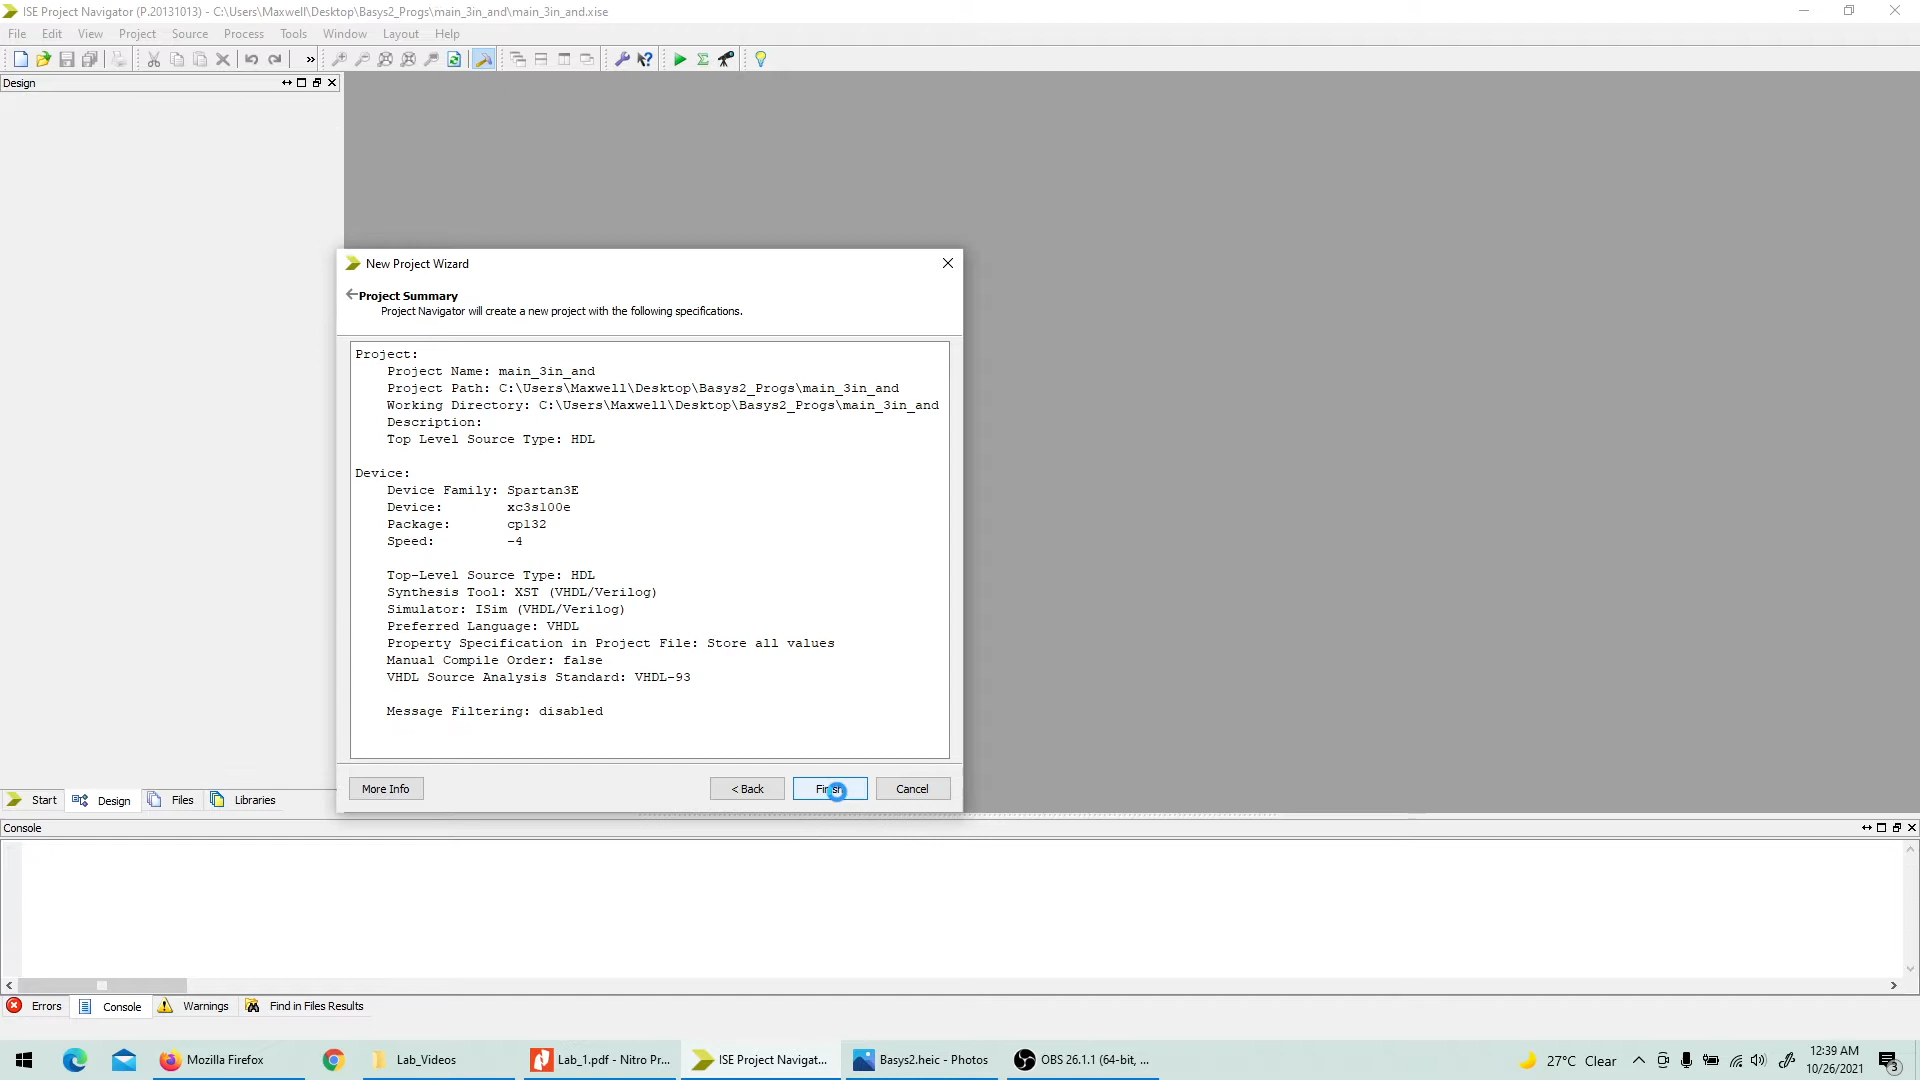 ISE Project Navigator (P.20131013) - C:\Users\Maxwell\Desktop\Basys2_Progs\main_3in_and\main_3in_and.xise
File Edit View Project Source Process Tools Window Layout Help
»
Design
New Project Wizard
Project Summary
Project Navigator will create a new project with the following specifications.
Project:
Project Name: main_3in_and
Project Path: C:\Users\Maxwell\Desktop\Basys2_Progs\main_3in_and
Working Directory: C:\Users\Maxwell\Desktop\Basys2_Progs\main_3in_and
Description:
Top Level Source Type: HDL
Device:
Device Family: Spartan3E
Device: xc3s100e
Package: cp132
Speed: -4
Top-Level Source Type: HDL
Synthesis Tool: XST (VHDL/Verilog)
Simulator: ISim (VHDL/Verilog)
Preferred Language: VHDL
Property Specification in Project File: Store all values
Manual Compile Order: false
VHDL Source Analysis Standard: VHDL-93
Message Filtering: disabled
More Info < Back Finish Cancel
Start Design Files Libraries
Console
Errors Console Warnings Find in Files Results
Mozilla Firefox Lab_Videos Lab_1.pdf - Nitro Pr... ISE Project Navigat... Basys2.heic - Photos OBS 26.1.1 (64-bit, ... 27°C Clear 12:39 AM
10/26/2021 3